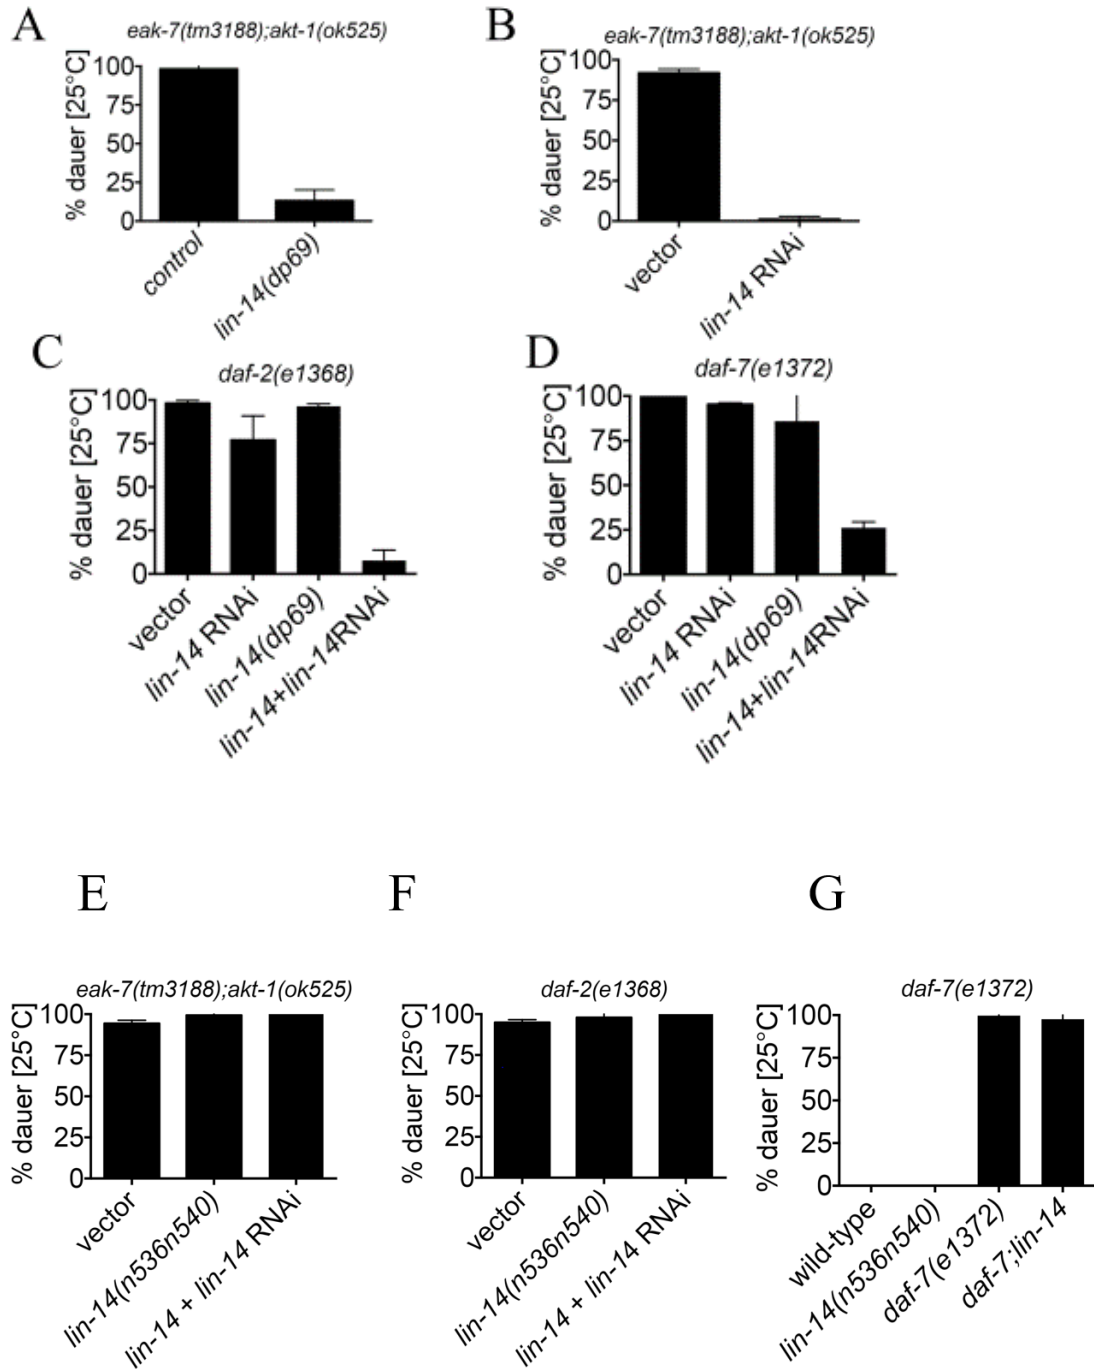 A
eak-7(tm3188);akt-1(ok525)
% dauer [25°C]
100
75
50
25
0
control
lin-14(dp69)
B
eak-7(tm3188);akt-1(ok525)
% dauer [25°C]
100
75
50
25
0
vector
lin-14 RNAi
C
daf-2(e1368)
% dauer [25°C]
100
75
50
25
0
vector
lin-14 RNAi
lin-14(dp69)
lin-14+lin-14RNAi
D
daf-7(e1372)
% dauer [25°C]
100
75
50
25
0
vector
lin-14 RNAi
lin-14(dp69)
lin-14+lin-14RNAi
E
eak-7(tm3188);akt-1(ok525)
% dauer [25°C]
100
75
50
25
0
vector
lin-14(n536n540)
lin-14 + lin-14 RNAi
F
daf-2(e1368)
% dauer [25°C]
100
75
50
25
0
vector
lin-14(n536n540)
lin-14 + lin-14 RNAi
G
daf-7(e1372)
% dauer [25°C]
100
75
50
25
0
wild-type
lin-14(n536n540)
daf-7(e1372)
daf-7;lin-14